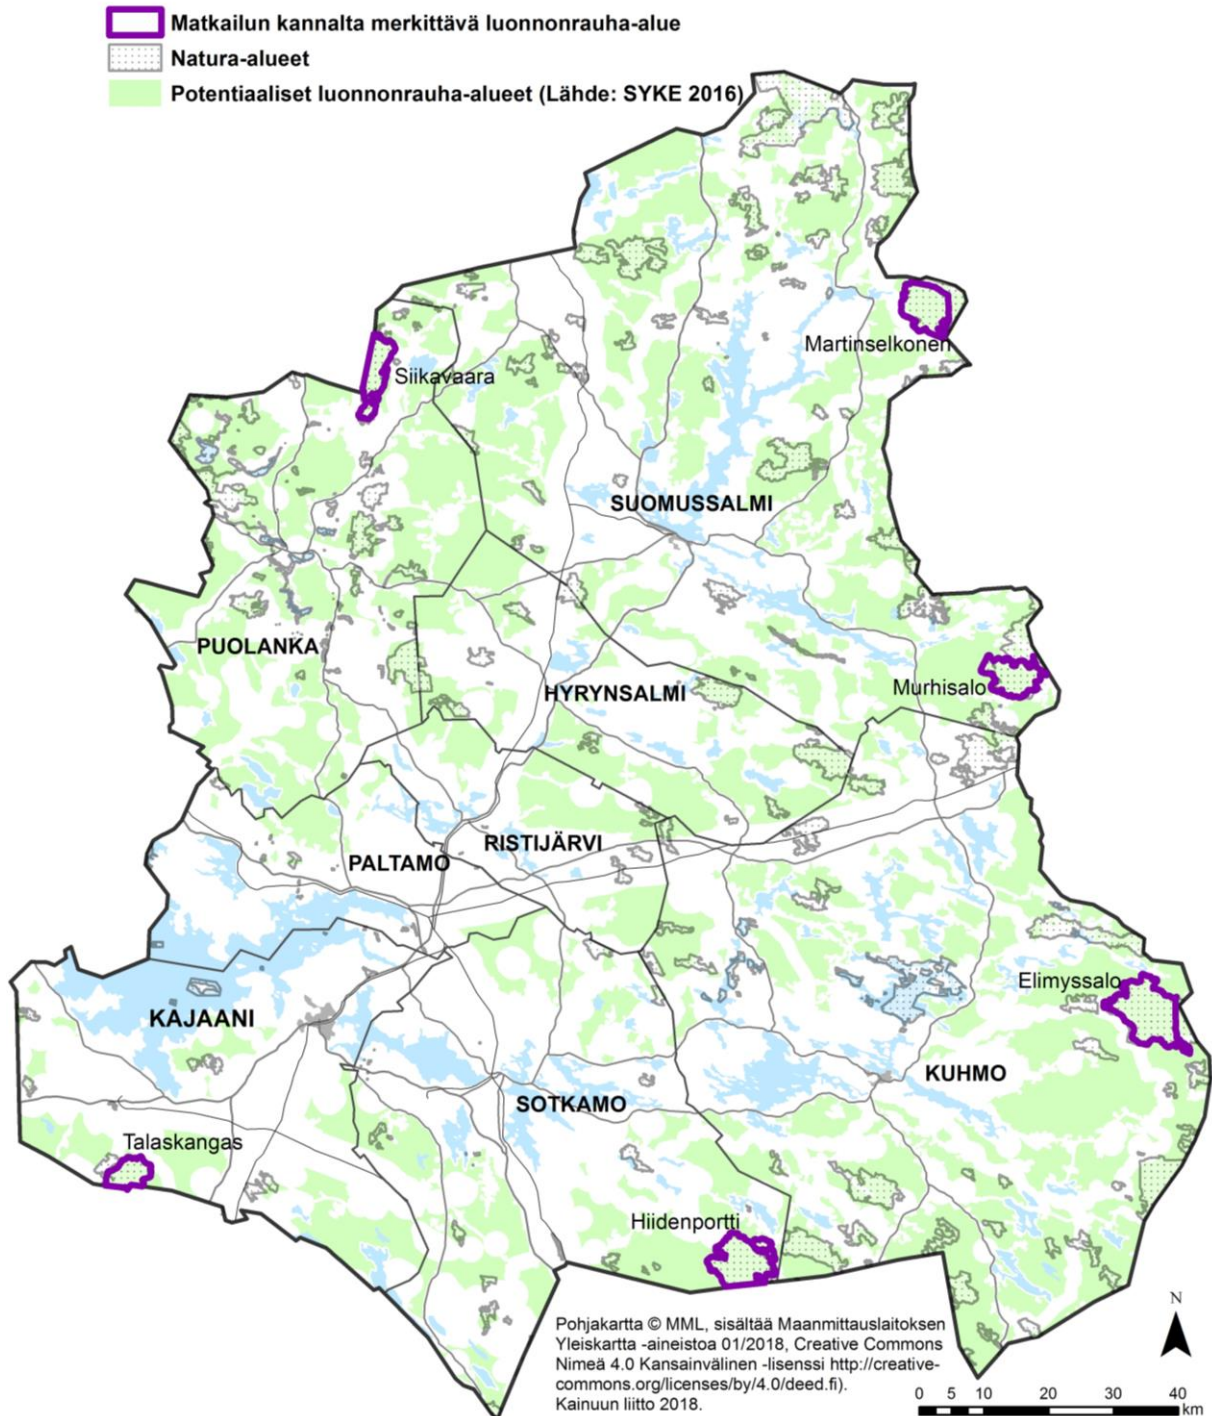 Matkailun kannalta merkittävä luonnonrauha-alue
Natura-alueet
Potentiaaliset luonnonrauha-alueet (Lähde: SYKE 2016)
Martinselkonen
Siikavaara
SUOMUSSALMI
PUOLANKA
Murhisalo
HYRYNSALMI
RISTIJÄRVI
PALTAMO
Elimyssalo
KAJAANI
KUHMO
SOTKAMO
Talaskangas
Hiidenportti
Pohjakartta © MML, sisältää Maanmittauslaitoksen
Yleiskartta -aineistoa 01/2018, Creative Commons
Nimeä 4.0 Kansainvälinen -lisenssi http://creative-
commons.org/licenses/by/4.0/deed.fi).
Kainuun liitto 2018.
N
0 5 10 20 30 40
km